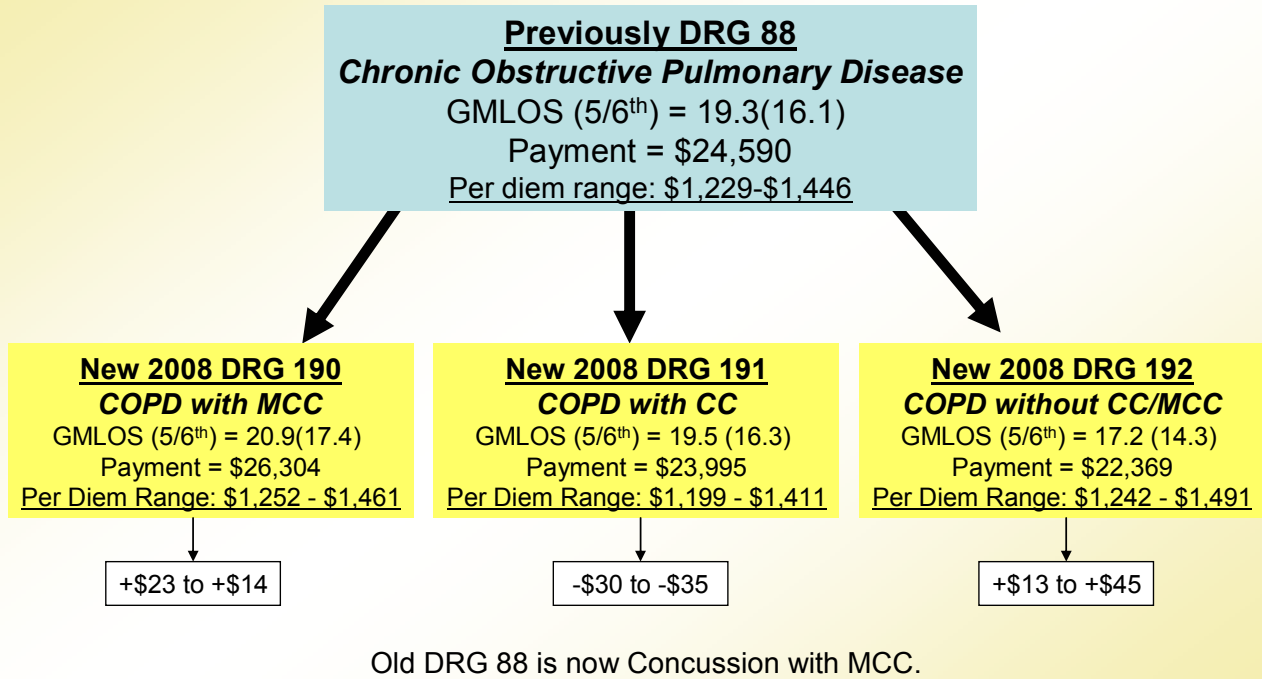 Previously DRG 88
Chronic Obstructive Pulmonary Disease
GMLOS (5/6th) = 19.3(16.1)
Payment = $24,590
Per diem range: $1,229-$1,446
New 2008 DRG 190
COPD with MCC
GMLOS (5/6th) = 20.9(17.4)
Payment = $26,304
Per Diem Range: $1,252 - $1,461
+$23 to +$14
New 2008 DRG 191
COPD with CC
GMLOS (5/6th) = 19.5 (16.3)
Payment = $23,995
Per Diem Range: $1,199 - $1,411
-$30 to -$35
New 2008 DRG 192
COPD without CC/MCC
GMLOS (5/6th) = 17.2 (14.3)
Payment = $22,369
Per Diem Range: $1,242 - $1,491
+$13 to +$45
Old DRG 88 is now Concussion with MCC.